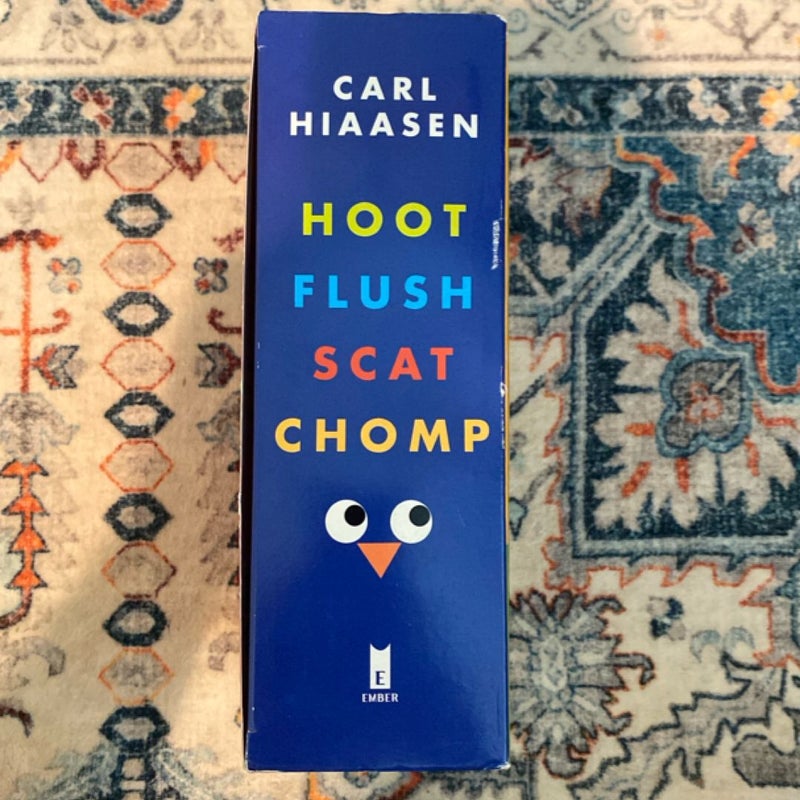 CARL
HIAASEN
HOOT
FLUSH
SCAT
CHOMP
E
EMBER